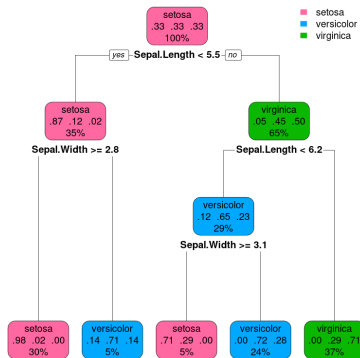 setosa
.33 .33 .33
100%
setosa
versicolor
virginica
yes Sepal.Length < 5.5 no
setosa
.87 .12 .02
35%
virginica
.05 .45 .50
65%
Sepal.Width >= 2.8
Sepal.Length < 6.2
versicolor
.12 .65 .23
29%
Sepal.Width >= 3.1
setosa
.98 .02 .00
30%
versicolor
.14 .71 .14
5%
setosa
.71 .29 .00
5%
versicolor
.00 .72 .28
24%
virginica
.00 .29 .71
37%